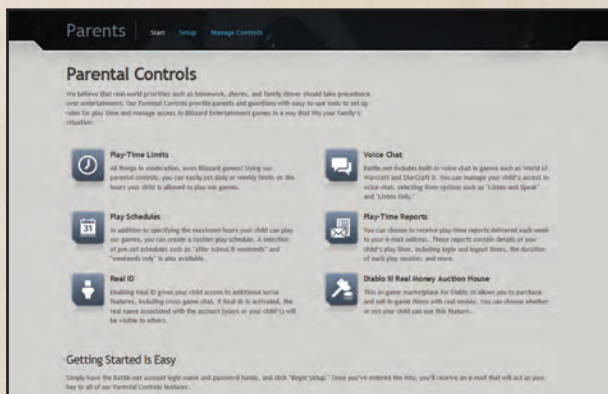 Parents Start Setup Manage Controls
Parental Controls
We believe that real-world priorities such as homework, chores, and family dinner should take precedence
over entertainment. Our Parental Controls provide parents and guardians with easy-to-use tools to set up
rules for play time and manage access to Blizzard Entertainment games in a way that fits your family's
situation.
Play-Time Limits
All things in moderation, even Blizzard games! Using our
parental controls, you can easily set daily or weekly limits on the
hours your child is allowed to play our games.
Voice Chat
Battle.net includes built-in voice chat in games such as World of
Warcraft and StarCraft II. You can manage your child's access to
voice chat, selecting from options such as "Listen and Speak"
and "Listen Only."
31
Play Schedules
In addition to specifying the maximum hours your child can play
our games, you can create a custom play schedule. A selection
of pre-set schedules such as "after school & weekends" and
"weekends only" is also available.
Play-Time Reports
You can choose to receive play-time reports delivered each week
to your e-mail address. These reports contain details of your
child's play time, including login and logout times, the duration
of each play session, and more.
Real ID
Enabling Real ID gives your child access to additional social
features, including cross-game chat. If Real ID is activated, the
real name associated with the account (yours or your child's) will
be visible to others.
Diablo III Real Money Auction House
This in-game marketplace for Diablo III allows you to purchase
and sell in-game items with real money. You can choose whether
or not your child can use this feature.
Getting Started Is Easy
Simply have the Battle.net account login name and password handy, and click "Begin Setup." Once you've entered the info, you'll receive an e-mail that will act as your
key to all of our Parental Controls features.